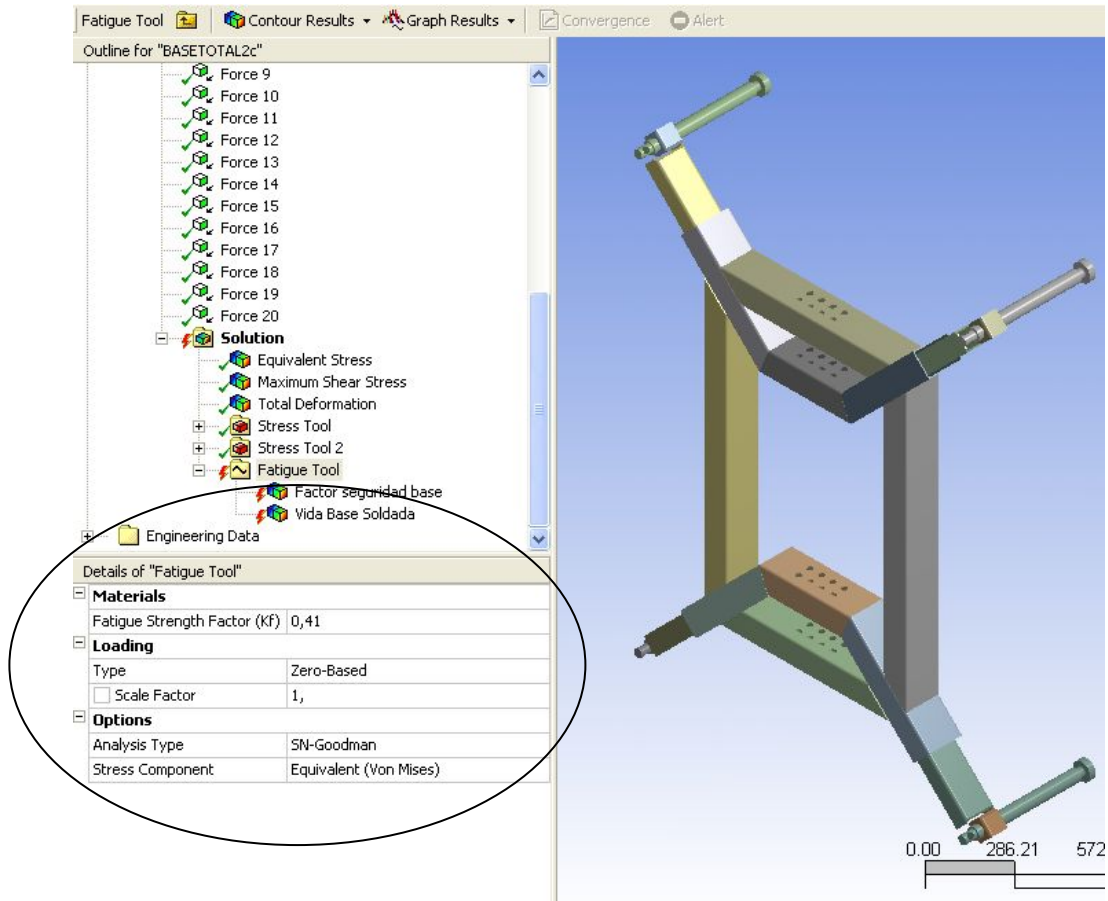 Fatigue Tool Contour Results Graph Results Convergence Alert
Outline for "BASETOTAL2c"
Force 9
Force 10
Force 11
Force 12
Force 13
Force 14
Force 15
Force 16
Force 17
Force 18
Force 19
Force 20
Solution
Equivalent Stress
Maximum Shear Stress
Total Deformation
Stress Tool
Stress Tool 2
Fatigue Tool
Factor seguridad base
Vida Base Soldada
Engineering Data
Details of "Fatigue Tool"
Materials
Fatigue Strength Factor (Kf) 0,41
Loading
Type Zero-Based
Scale Factor 1,
Options
Analysis Type SN-Goodman
Stress Component Equivalent (Von Mises)
0.00 286.21 572